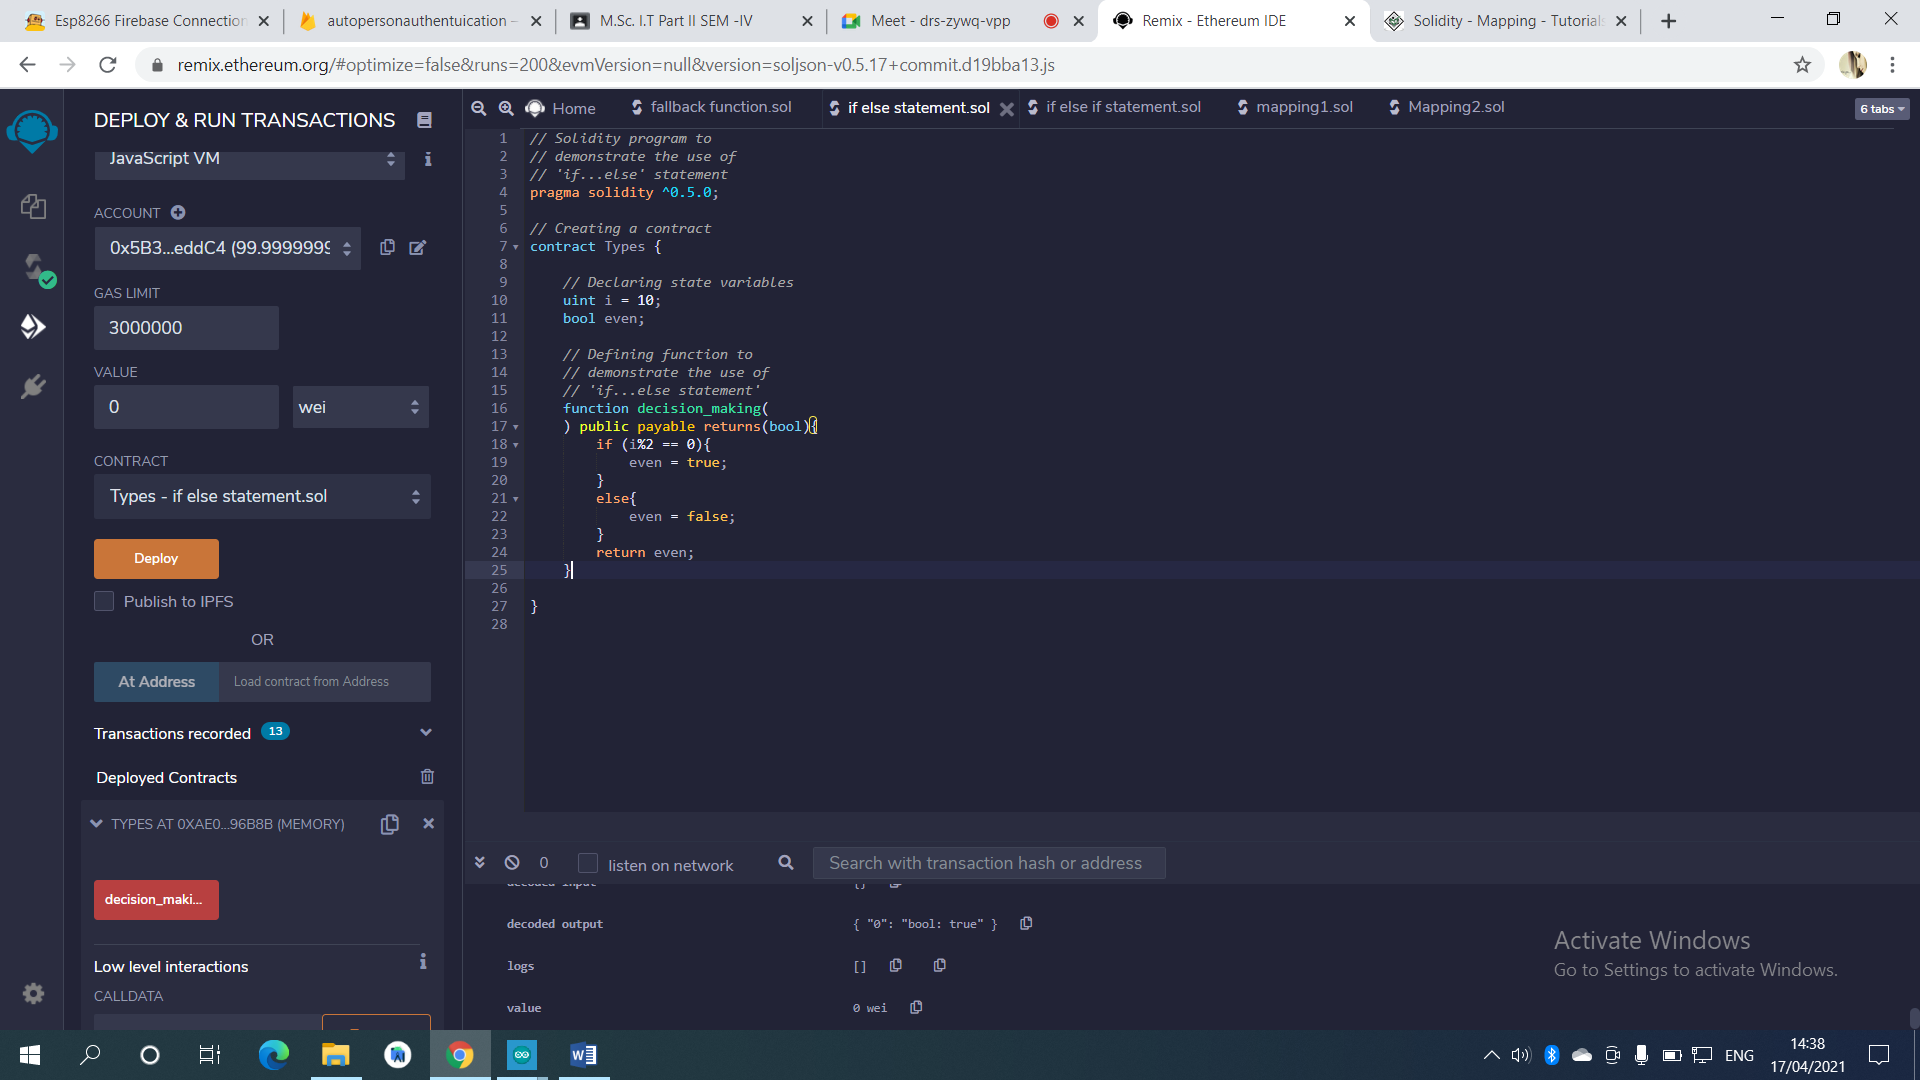 Esp8266 Firebase Connection
autopersonauthentuication –
M.Sc. I.T Part II SEM -IV
Meet - drs-zywq-vpp
Remix - Ethereum IDE
Solidity - Mapping - Tutorials
remix.ethereum.org/#optimize=false&runs=200&evmVersion=null&version=soljson-v0.5.17+commit.d19bba13.js
DEPLOY & RUN TRANSACTIONS
JavaScript VM
ACCOUNT
0x5B3...eddC4 (99.9999999
GAS LIMIT
3000000
VALUE
0
wei
CONTRACT
Types - if else statement.sol
Deploy
Publish to IPFS
OR
At Address
Load contract from Address
Transactions recorded 13
Deployed Contracts
TYPES AT 0XAE0...96B8B (MEMORY)
decision_maki...
Low level interactions
CALLDATA
Home
fallback function.sol
if else statement.sol
if else if statement.sol
mapping1.sol
Mapping2.sol
6 tabs
1 // Solidity program to
2 // demonstrate the use of
3 // 'if...else' statement
4 pragma solidity ^0.5.0;
5
6 // Creating a contract
7 contract Types {
8
9 // Declaring state variables
10 uint i = 10;
11 bool even;
12
13 // Defining function to
14 // demonstrate the use of
15 // 'if...else statement'
16 function decision_making(
17 ) public payable returns(bool){
18 if (i%2 == 0){
19 even = true;
20 }
21 else{
22 even = false;
23 }
24 return even;
25 }
26
27 }
28
0
listen on network
Search with transaction hash or address
decoded input {}
decoded output { "0": "bool: true" }
logs []
value 0 wei
Activate Windows
Go to Settings to activate Windows.
ENG
14:38
17/04/2021